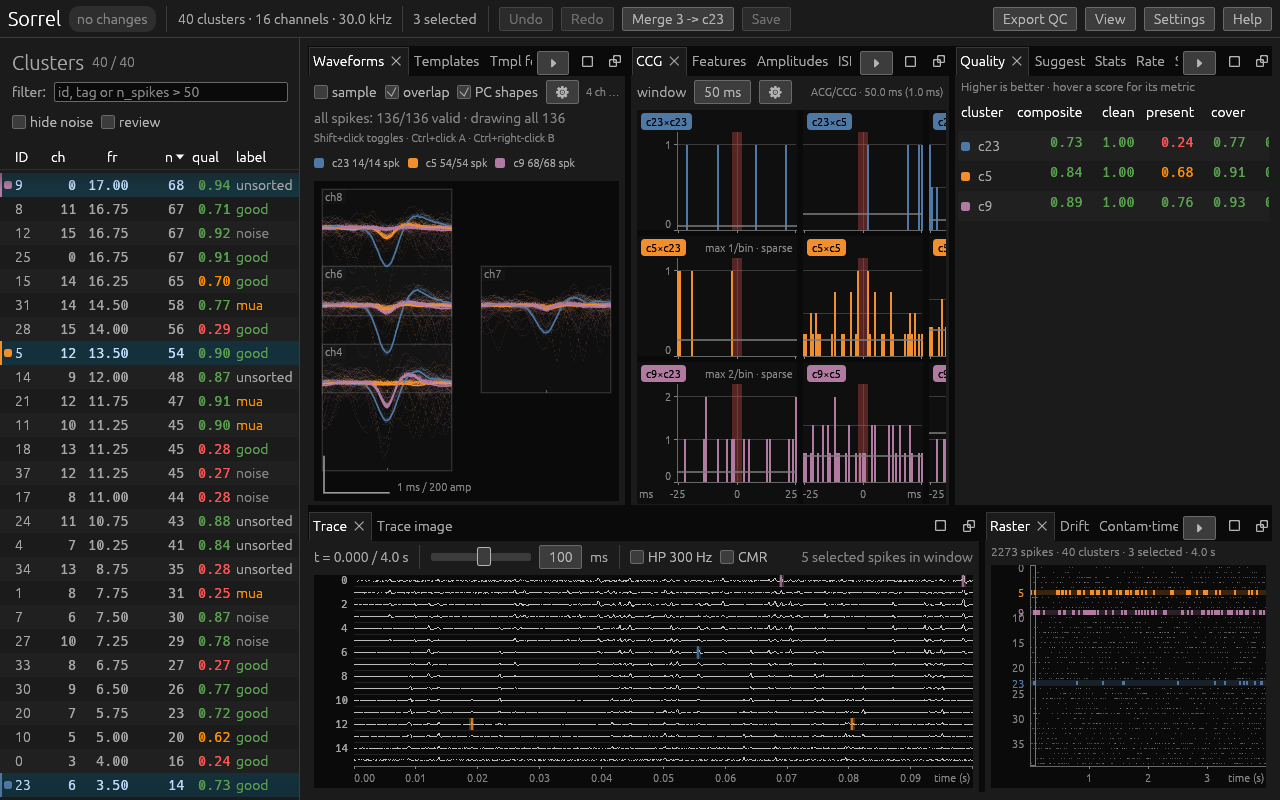 Sorrel no changes 40 clusters · 16 channels · 30.0 kHz 3 selected Undo Redo Merge 3 -> c23 Save Export QC View Settings Help
Clusters 40 / 40
filter: id, tag or n_spikes > 50
hide noise review
ID ch fr n qual label
9 0 17.00 68 0.94 unsorted
8 11 16.75 67 0.71 good
12 15 16.75 67 0.92 noise
25 0 16.75 67 0.91 good
15 14 16.25 65 0.70 good
31 14 14.50 58 0.77 mua
28 15 14.00 56 0.29 good
5 12 13.50 54 0.90 good
14 9 12.00 48 0.87 unsorted
21 12 11.75 47 0.91 mua
11 10 11.25 45 0.90 mua
18 13 11.25 45 0.28 good
37 12 11.25 45 0.27 noise
17 8 11.00 44 0.28 noise
24 11 10.75 43 0.88 unsorted
4 7 10.25 41 0.84 unsorted
34 13 8.75 35 0.28 unsorted
1 8 7.75 31 0.25 mua
7 6 7.50 30 0.87 noise
27 10 7.25 29 0.78 noise
33 8 6.75 27 0.27 good
30 9 6.50 26 0.77 good
20 7 5.75 23 0.72 good
10 5 5.00 20 0.62 good
0 3 4.00 16 0.24 good
23 6 3.50 14 0.73 good
Waveforms Templates Tmpl
sample overlap PC shapes 4 ch ...
all spikes: 136/136 valid · drawing all 136
Shift+click toggles · Ctrl+click A · Ctrl+right-click B
c23 14/14 spk c5 54/54 spk c9 68/68 spk
ch8
ch6 ch7
ch4
1 ms / 200 amp
CCG Features Amplitudes
window 50 ms ACG/CCG · 50.0 ms (1.0 ms)
c23×c23 c23×c5
1
0
c5×c23 max 1/bin · sparse c5×c5
1
0
c9×c23 max 2/bin · sparse c9×c5
2
1
0
ms -25 0 25 -25 0 ms -25
Quality Suggest Stats Rate
Higher is better · hover a score for its metric
cluster composite clean present cover
c23 0.73 1.00 0.24 0.77
c5 0.84 1.00 0.68 0.91
c9 0.89 1.00 0.76 0.93
Trace Trace image
t = 0.000 / 4.0 s 100 ms HP 300 Hz CMR 5 selected spikes in window
0
2
4
6
8
10
12
14
0.00 0.01 0.02 0.03 0.04 0.05 0.06 0.07 0.08 0.09 time (s)
Raster Drift Contam-time
2273 spikes · 40 clusters · 3 selected · 4.0 s
0
5
9
10
15
20
23
25
30
35
1 2 3 time (s)